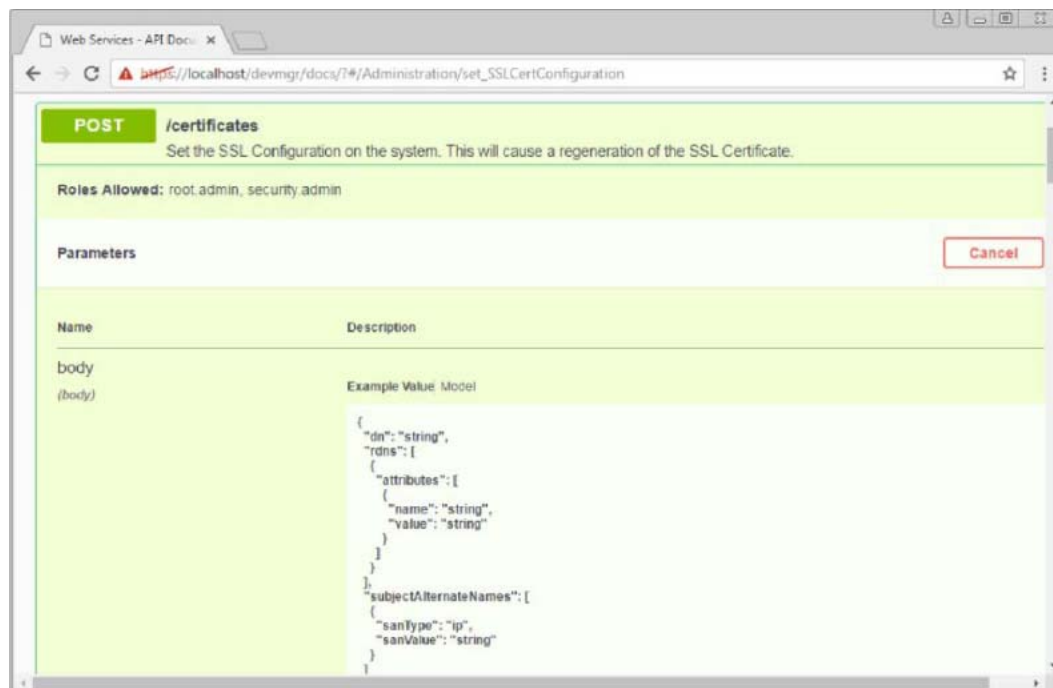 Web Services - API Docu
https://localhost/devmgr/docs/?#/Administration/set_SSLCertConfiguration
POST /certificates
Set the SSL Configuration on the system. This will cause a regeneration of the SSL Certificate.
Roles Allowed: root.admin, security.admin
Parameters Cancel
Name Description
body
(body)
Example Value Model
{
"dn": "string",
"rdns": [
{
"attributes": [
{
"name": "string",
"value": "string"
}
]
}
],
"subjectAlternateNames": [
{
"sanType": "ip",
"sanValue": "string"
}
]